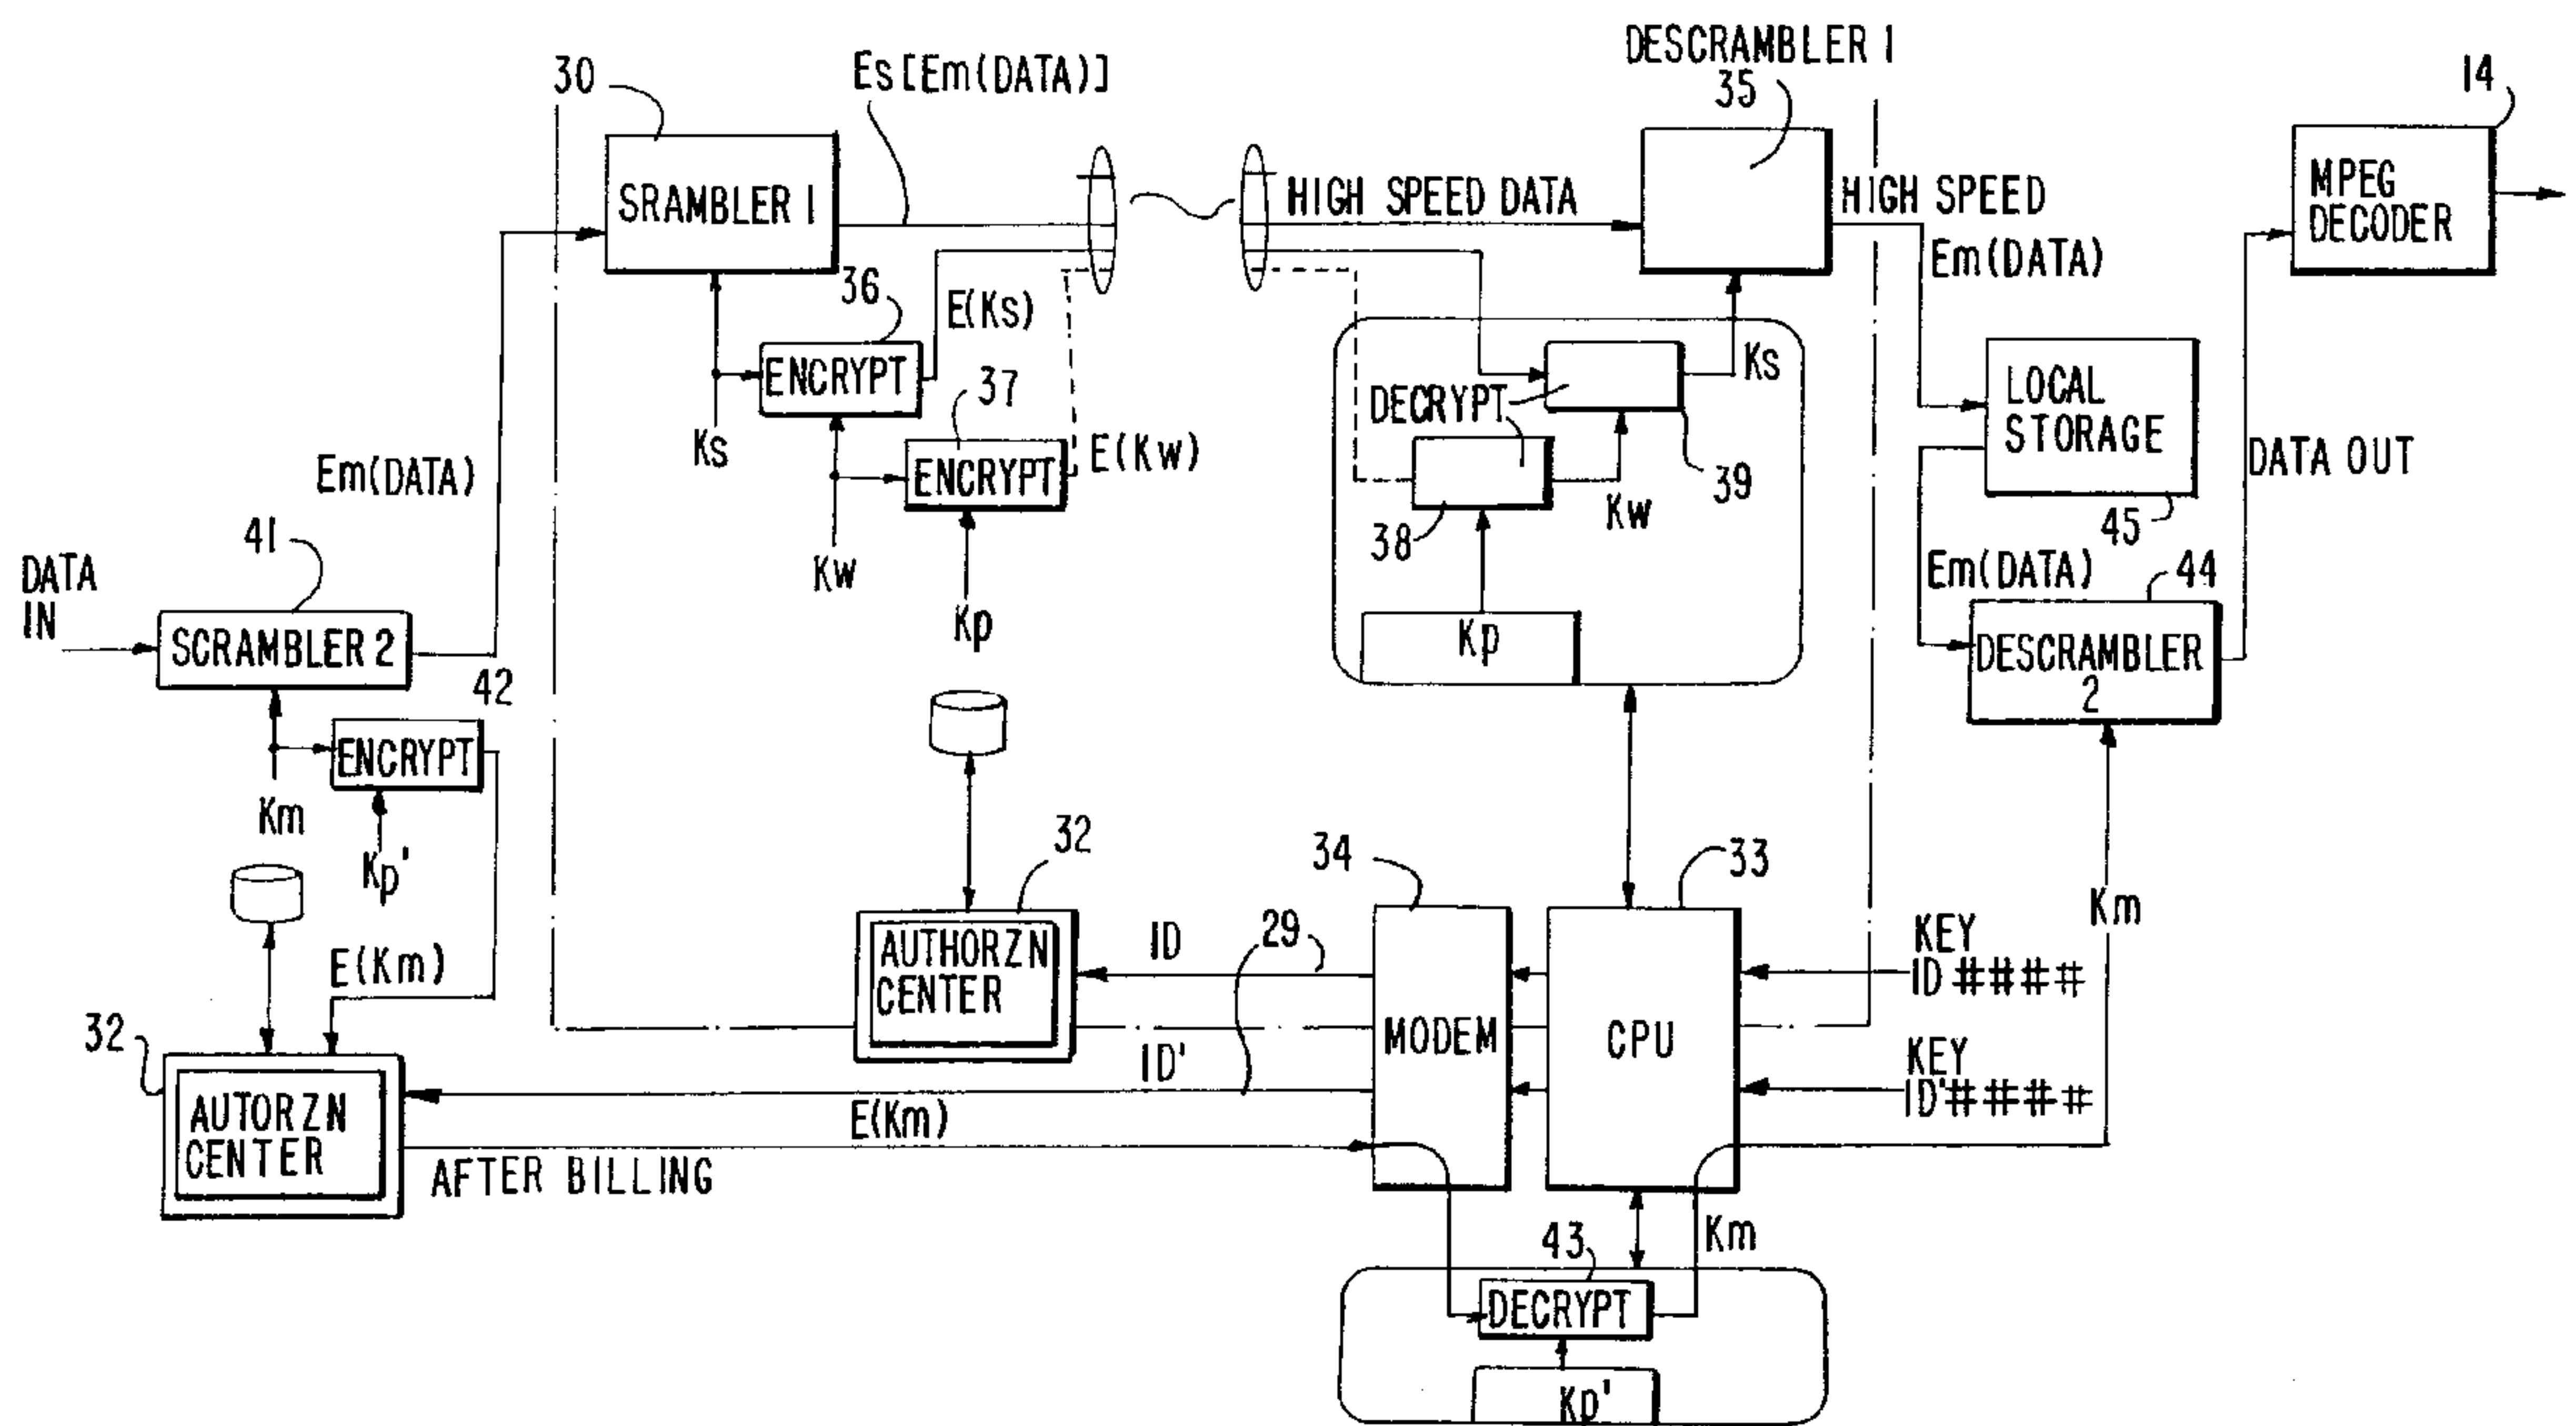 DESCRAMBLER 1
35
14
30
Es[Em(DATA)]
SRAMBLER 1
HIGH SPEED DATA
HIGH SPEED
Em(DATA)
MPEG
DECODER
36
E(Ks)
ENCRYPT
37
Ks
ENCRYPT
E(Kw)
Kw
Kp
DECRYPT
Ks
39
38
Kw
Kp
LOCAL
STORAGE
45
DATA OUT
Em(DATA)
44
DESCRAMBLER
2
Em(DATA)
41
DATA
IN
SCRAMBLER 2
42
ENCRYPT
Km
Kp'
E(Km)
32
AUTORZN
CENTER
32
AUTHORZN
CENTER
ID
29
ID'
E(Km)
AFTER BILLING
34
MODEM
33
CPU
KEY
ID ####
KEY
ID'####
Km
Km
43
DECRYPT
Kp'